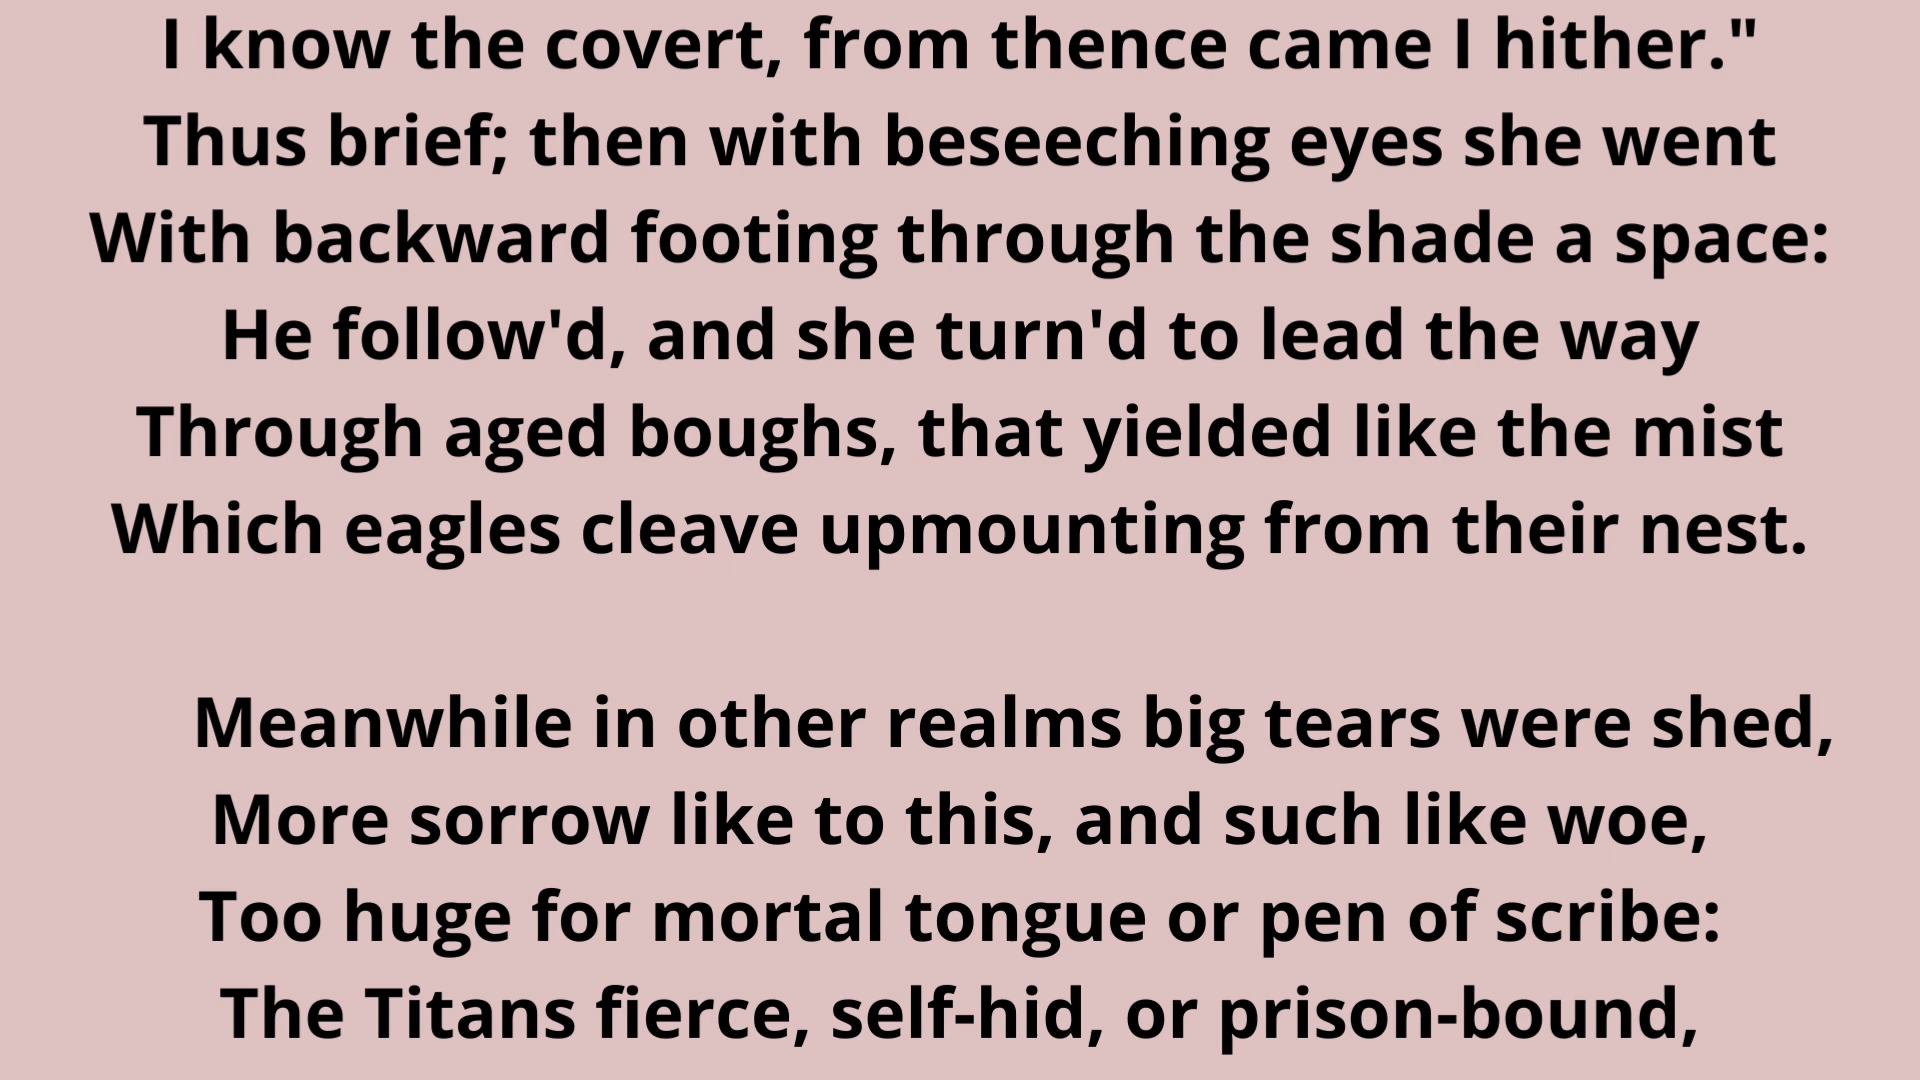 I know the covert, from thence came I hither."
Thus brief; then with beseeching eyes she went
With backward footing through the shade a space:
He follow'd, and she turn'd to lead the way
Through aged boughs, that yielded like the mist
Which eagles cleave upmounting from their nest.
Meanwhile in other realms big tears were shed,
More sorrow like to this, and such like woe,
Too huge for mortal tongue or pen of scribe:
The Titans fierce, self-hid, or prison-bound,